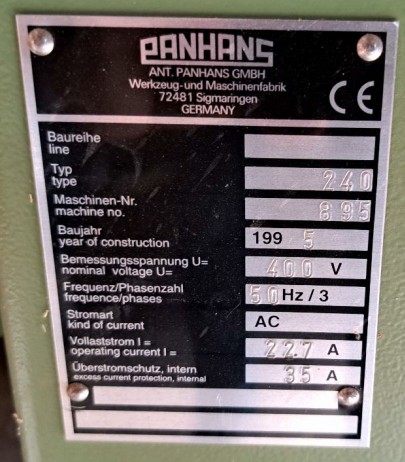 PANHANS
ANT. PANHANS GMBH
Werkzeug-und Maschinenfabrik
72481 Sigmaringen
GERMANY
CE
Baureihe
line
Typ
type 240
Maschinen-Nr.
machine no. 895
Baujahr
year of construction 199 5
Bemessungsspannung U=
nominal voltage U= 400 V
Frequenz/Phasenzahl
frequence/phases 50 Hz / 3
Stromart
kind of current AC
Vollaststrom I =
operating current I = 22.7 A
Überstromschutz, intern
excess current protection, internal 35 A